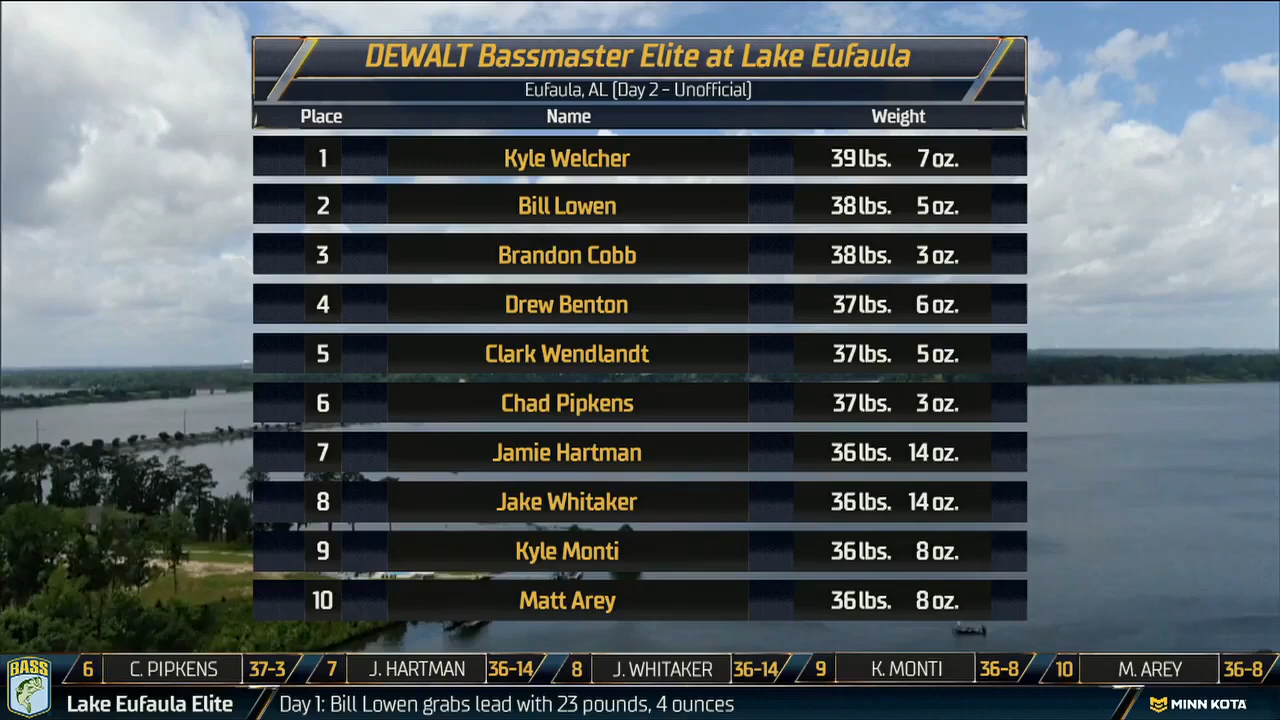 DEWALT Bassmaster Elite at Lake Eufaula
Eufaula, AL (Day 2 - Unofficial)
Place Name Weight
1 Kyle Welcher 39 lbs. 7 oz.
2 Bill Lowen 38 lbs. 5 oz.
3 Brandon Cobb 38 lbs. 3 oz.
4 Drew Benton 37 lbs. 6 oz.
5 Clark Wendlandt 37 lbs. 5 oz.
6 Chad Pipkens 37 lbs. 3 oz.
7 Jamie Hartman 36 lbs. 14 oz.
8 Jake Whitaker 36 lbs. 14 oz.
9 Kyle Monti 36 lbs. 8 oz.
10 Matt Arey 36 lbs. 8 oz.
BASS 6 C. PIPKENS 37-3 7 J. HARTMAN 36-14 8 J. WHITAKER 36-14 9 K. MONTI 36-8 10 M. AREY 36-8
Lake Eufaula Elite Day 1: Bill Lowen grabs lead with 23 pounds, 4 ounces MINN KOTA